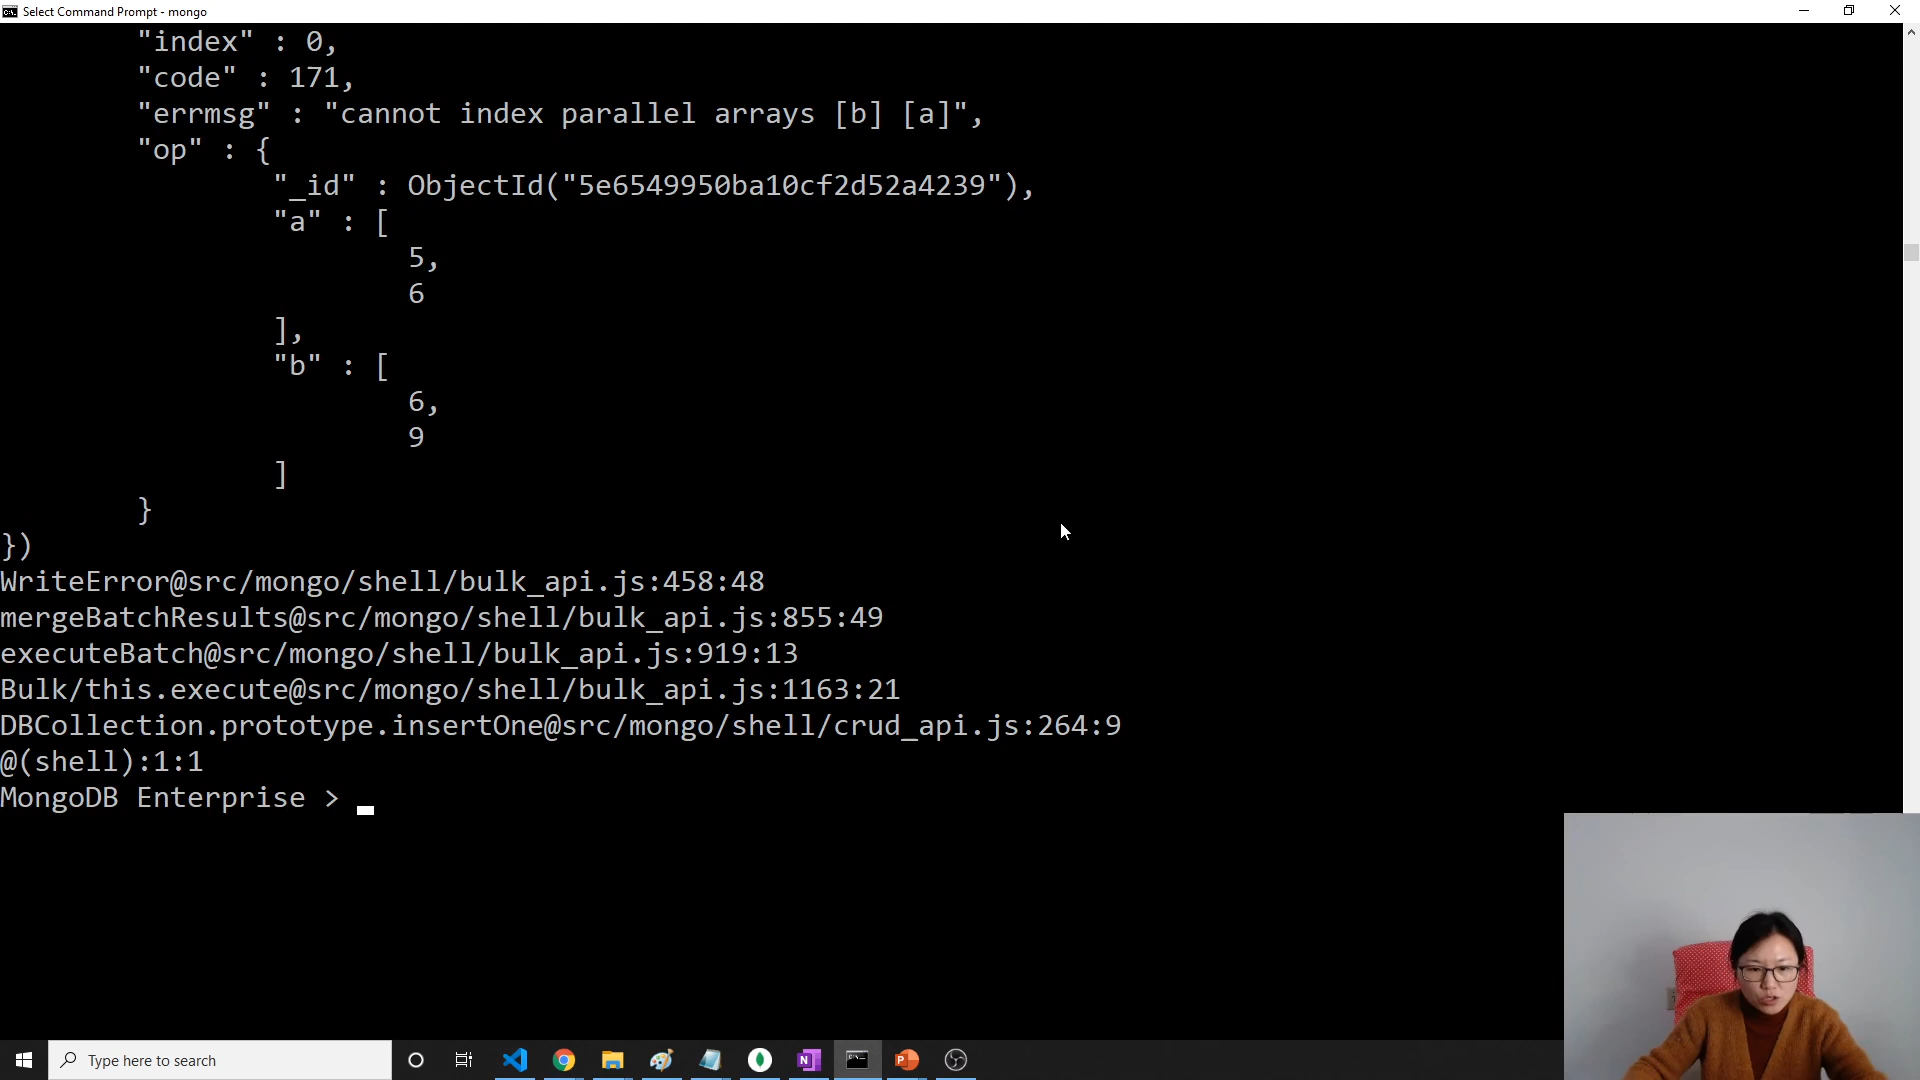 Select Command Prompt - mongo
"index" : 0,
"code" : 171,
"errmsg" : "cannot index parallel arrays [b] [a]",
"op" : {
"_id" : ObjectId("5e6549950ba10cf2d52a4239"),
"a" : [
5,
6
],
"b" : [
6,
9
]
}
})
WriteError@src/mongo/shell/bulk_api.js:458:48
mergeBatchResults@src/mongo/shell/bulk_api.js:855:49
executeBatch@src/mongo/shell/bulk_api.js:919:13
Bulk/this.execute@src/mongo/shell/bulk_api.js:1163:21
DBCollection.prototype.insertOne@src/mongo/shell/crud_api.js:264:9
@(shell):1:1
MongoDB Enterprise >
Type here to search